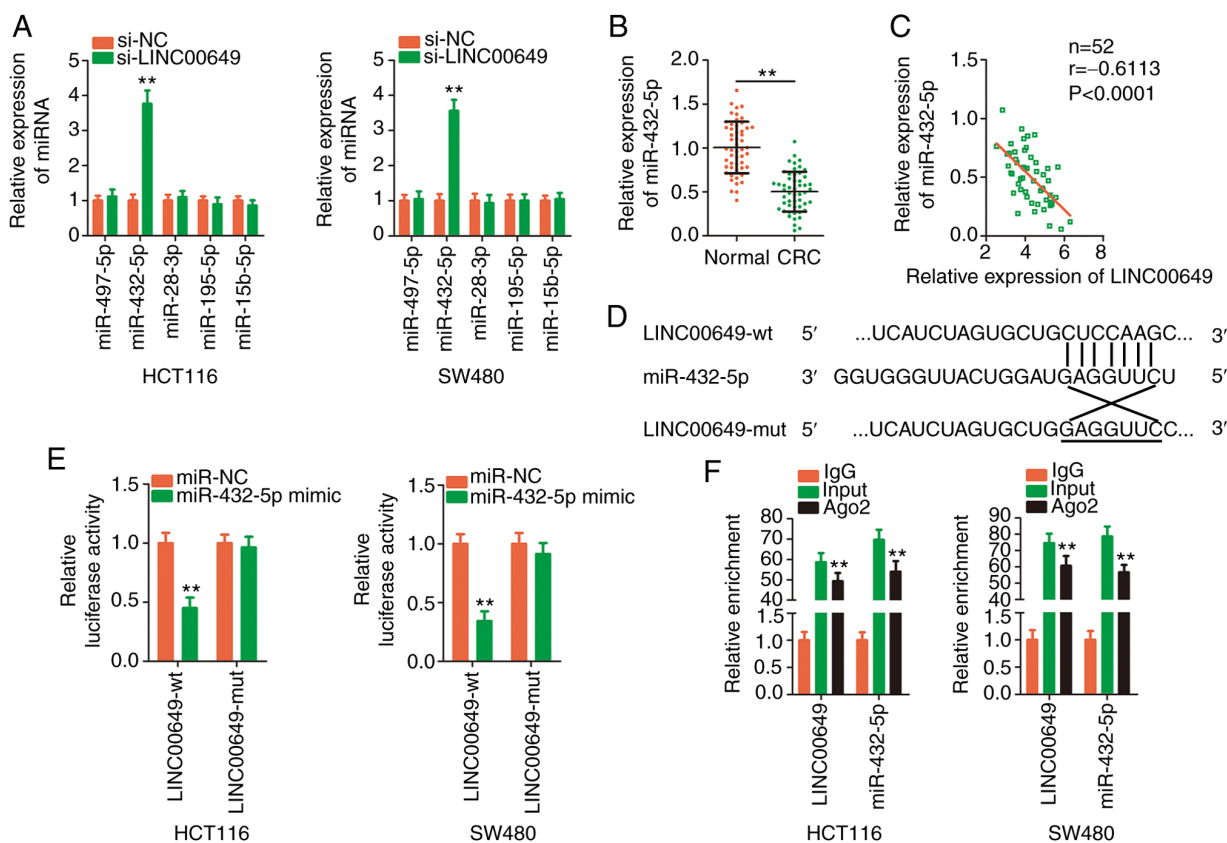 A
Relative expression
of miRNA
si-NC
si-LINC00649
5
4
3
2
1
0
**
miR-497-5p
miR-432-5p
miR-28-3p
miR-195-5p
miR-15b-5p
HCT116
Relative expression
of miRNA
si-NC
si-LINC00649
5
4
3
2
1
0
**
miR-497-5p
miR-432-5p
miR-28-3p
miR-195-5p
miR-15b-5p
SW480
B
Relative expression
of miR-432-5p
2.0
1.5
1.0
0.5
0.0
**
Normal CRC
C
n=52
r=−0.6113
P<0.0001
Relative expression
of miR-432-5p
1.5
1.0
0.5
0.0
2 4 6 8
Relative expression of LINC00649
D
LINC00649-wt 5′ ...UCAUCUAGUGCUGCUCCAAGC... 3′
miR-432-5p 3′ GGUGGGUUACUGGAUGAGGUUCU 5′
LINC00649-mut 5′ ...UCAUCUAGUGCUGGAGGUUCC... 3′
E
Relative
luciferase activity
miR-NC
miR-432-5p mimic
1.5
1.0
0.5
0.0
**
LINC00649-wt
LINC00649-mut
HCT116
Relative
luciferase activity
miR-NC
miR-432-5p mimic
1.5
1.0
0.5
0.0
**
LINC00649-wt
LINC00649-mut
SW480
F
Relative enrichment
IgG
Input
Ago2
80
70
60
50
40
1.5
1.0
0.5
0.0
**
**
LINC00649
miR-432-5p
HCT116
Relative enrichment
IgG
Input
Ago2
90
80
70
60
50
40
1.5
1.0
0.5
0.0
**
**
LINC00649
miR-432-5p
SW480